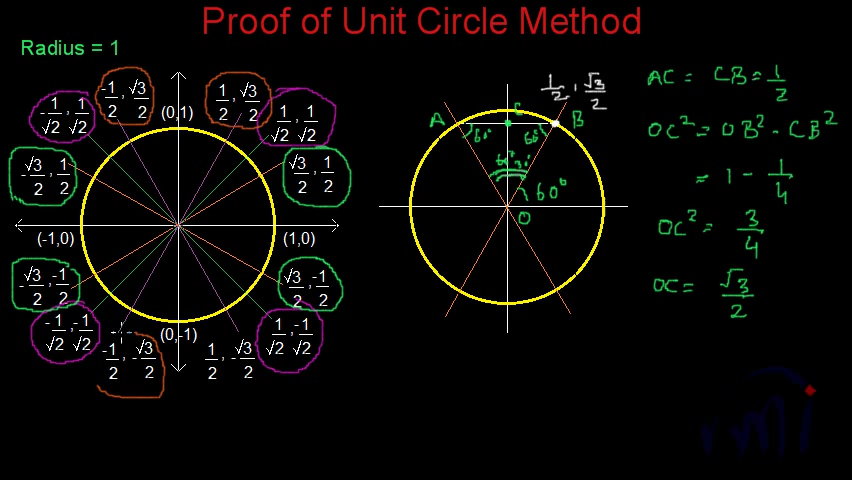 Proof of Unit Circle Method
Radius = 1
-1/2, √3/2
(0,1)
1/2, √3/2
-1/√2, 1/√2
1/√2, 1/√2
-√3/2, 1/2
√3/2, 1/2
(-1,0)
(1,0)
-√3/2, -1/2
√3/2, -1/2
-1/√2, -1/√2
(0,-1)
1/√2, -1/√2
-1/2, -√3/2
1/2, -√3/2
1/2, √3/2
A
C
B
60°
60°
60°
30°
60°
O
AC = CB = 1/2
OC² = OB² - CB²
= 1 - 1/4
OC² = 3/4
OC = √3/2